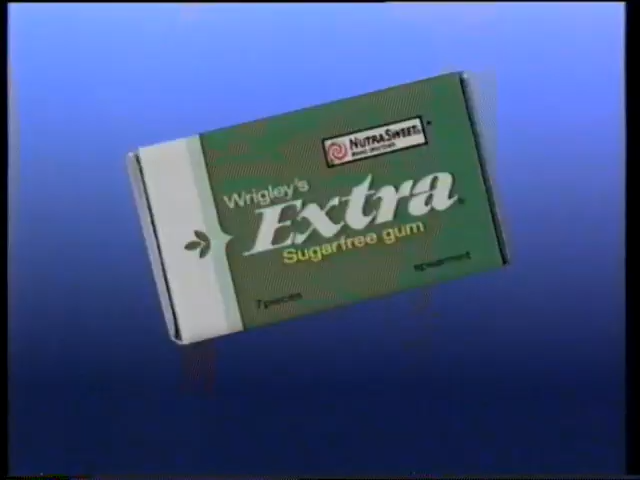 NUTRASWEET
Wrigley's
Extra
Sugarfree gum
7 pieces
spearmint